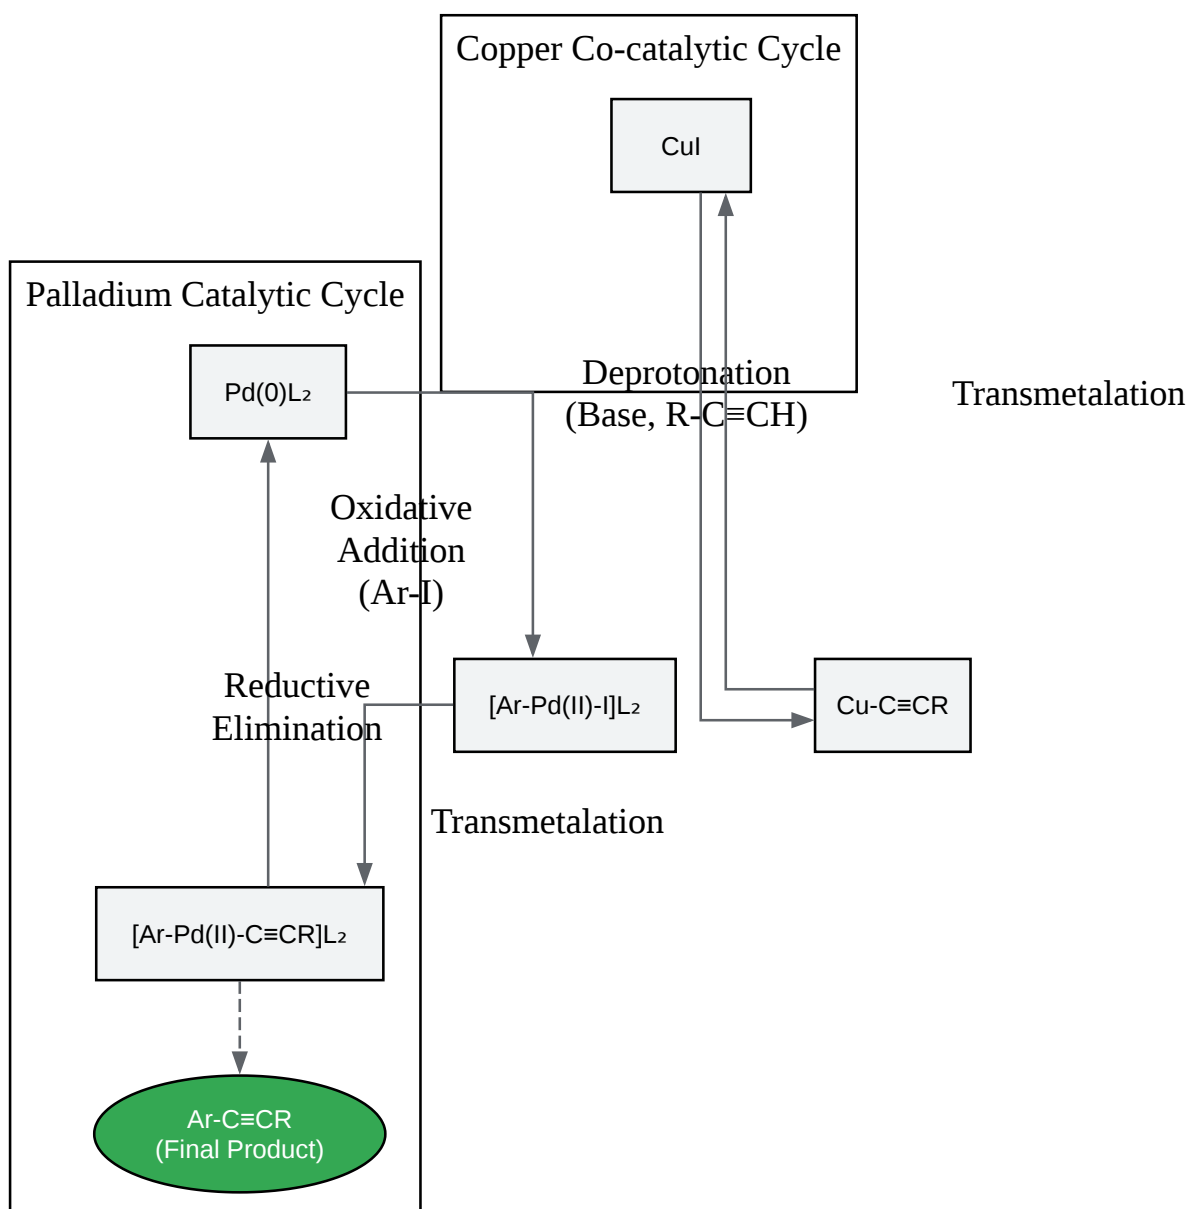 Copper Co-catalytic Cycle
CuI
Palladium Catalytic Cycle
Pd(0)L₂
Deprotonation
(Base, R-C≡CH)
Transmetalation
Oxidative
Addition
(Ar-I)
Reductive
Elimination
[Ar-Pd(II)-I]L₂
Cu-C≡CR
Transmetalation
[Ar-Pd(II)-C≡CR]L₂
Ar-C≡CR
(Final Product)